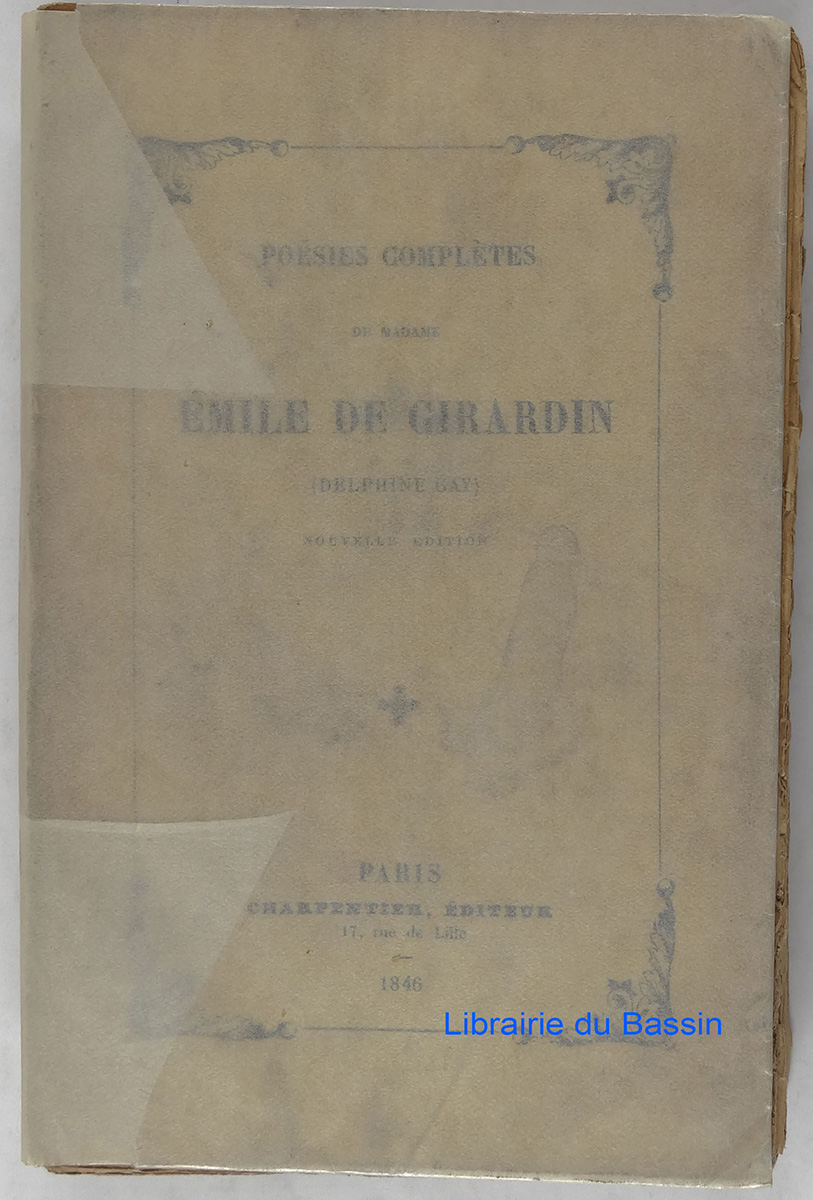 POÉSIES COMPLÈTES
DE MADAME
ÉMILE DE GIRARDIN
(DELPHINE GAY)
NOUVELLE ÉDITION
PARIS
CHARPENTIER, ÉDITEUR
17, rue de Lille
1846
Librairie du Bassin